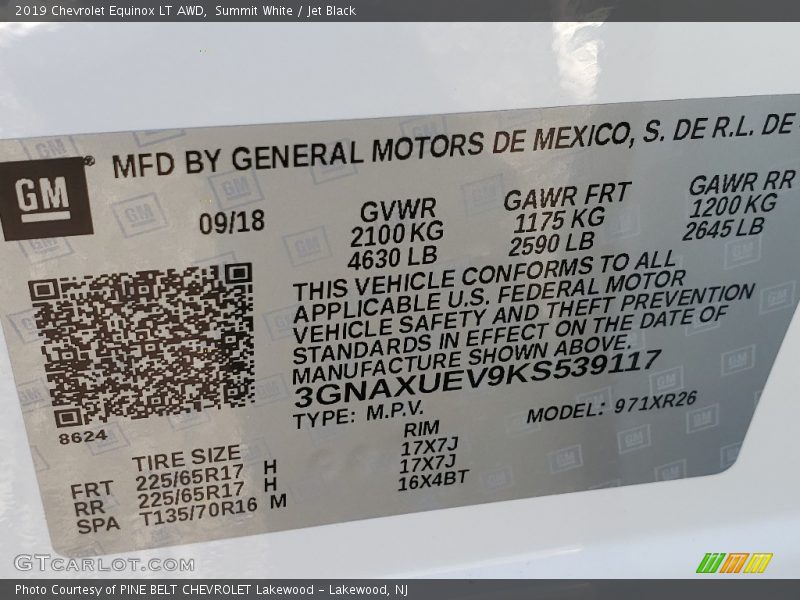 2019 Chevrolet Equinox LT AWD, Summit White / Jet Black
GM ® MFD BY GENERAL MOTORS DE MEXICO, S. DE R.L. DE
09/18
GVWR
2100 KG
4630 LB
GAWR FRT
1175 KG
2590 LB
GAWR RR
1200 KG
2645 LB
THIS VEHICLE CONFORMS TO ALL
APPLICABLE U.S. FEDERAL MOTOR
VEHICLE SAFETY AND THEFT PREVENTION
STANDARDS IN EFFECT ON THE DATE OF
MANUFACTURE SHOWN ABOVE.
3GNAXUEV9KS539117
TYPE: M.P.V.
MODEL: 971XR26
8624
TIRE SIZE RIM
FRT 225/65R17 H 17X7J
RR 225/65R17 H 17X7J
SPA T135/70R16 M 16X4BT
GTCARLOT.COM
Photo Courtesy of PINE BELT CHEVROLET Lakewood - Lakewood, NJ